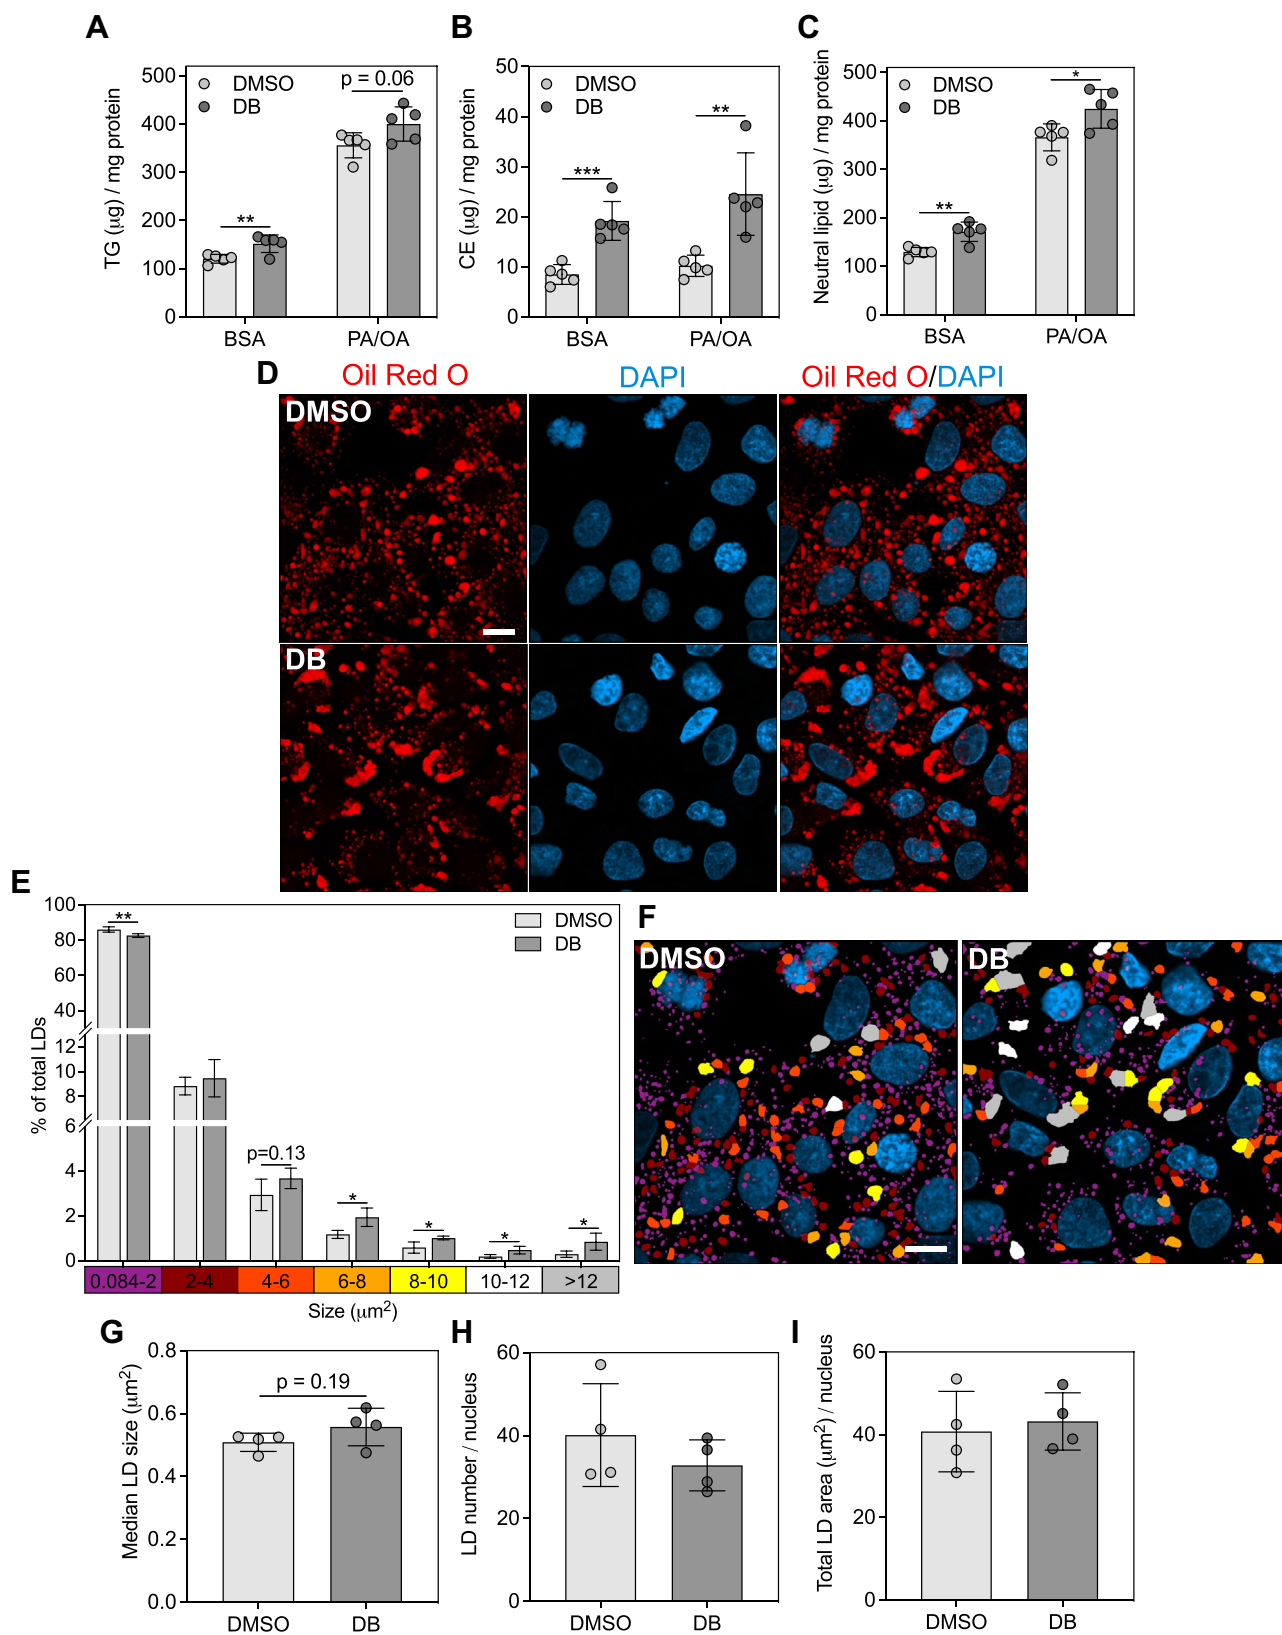 A
TG (μg) / mg protein
500
400
300
200
100
0
DMSO
DB
p = 0.06
**
BSA
PA/OA
B
CE (μg) / mg protein
50
40
30
20
10
0
DMSO
DB
***
**
BSA
PA/OA
C
Neutral lipid (μg) / mg protein
500
400
300
200
100
0
DMSO
DB
**
*
BSA
PA/OA
D
Oil Red O
DAPI
Oil Red O/DAPI
DMSO
DB
E
% of total LDs
100
80
60
40
12
10
8
6
4
2
0
DMSO
DB
**
p=0.13
*
*
*
*
0.084-2
2-4
4-6
6-8
8-10
10-12
>12
Size (μm²)
F
DMSO
DB
G
Median LD size (μm²)
0.8
0.6
0.4
0.2
0.0
p = 0.19
DMSO
DB
H
LD number / nucleus
60
40
20
0
DMSO
DB
I
Total LD area (μm²) / nucleus
60
40
20
0
DMSO
DB